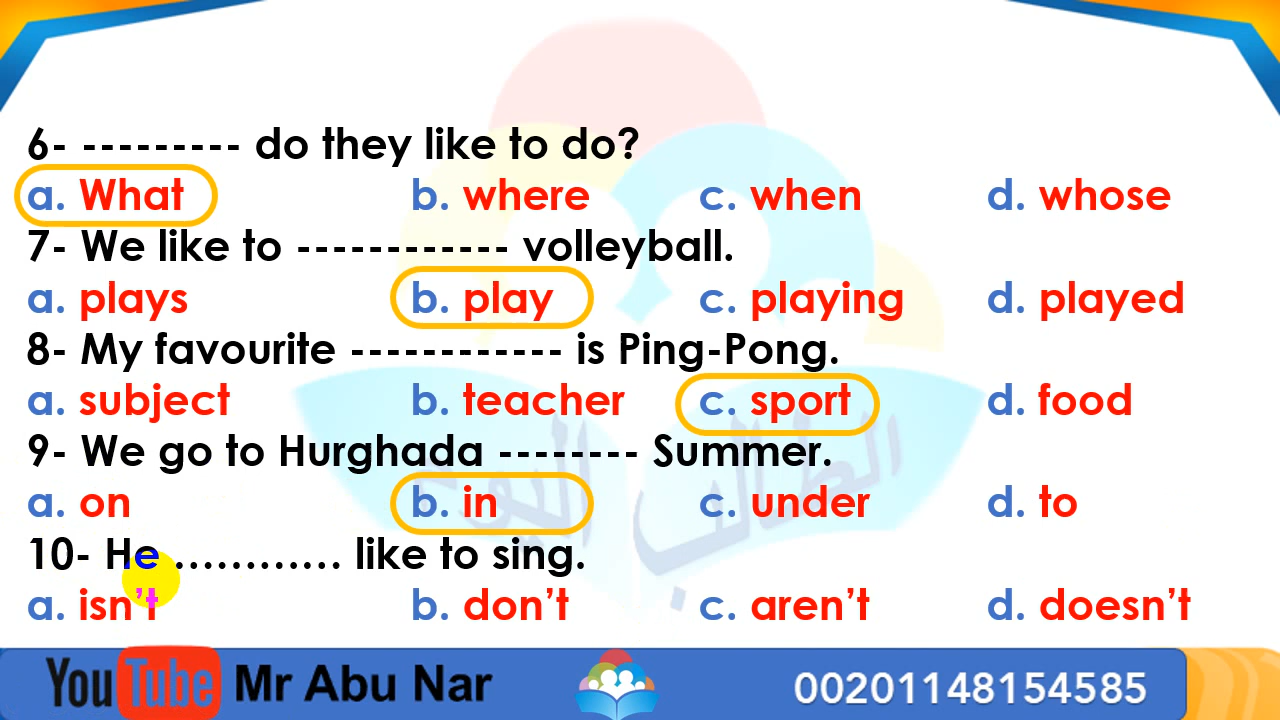 6- --------- do they like to do?
a. What b. where c. when d. whose
7- We like to ------------ volleyball.
a. plays b. play c. playing d. played
8- My favourite ------------ is Ping-Pong.
a. subject b. teacher c. sport d. food
9- We go to Hurghada -------- Summer.
a. on b. in c. under d. to
10- He ………… like to sing.
a. isn’t b. don’t c. aren’t d. doesn’t
الطالب اليوم
YouTube Mr Abu Nar 00201148154585